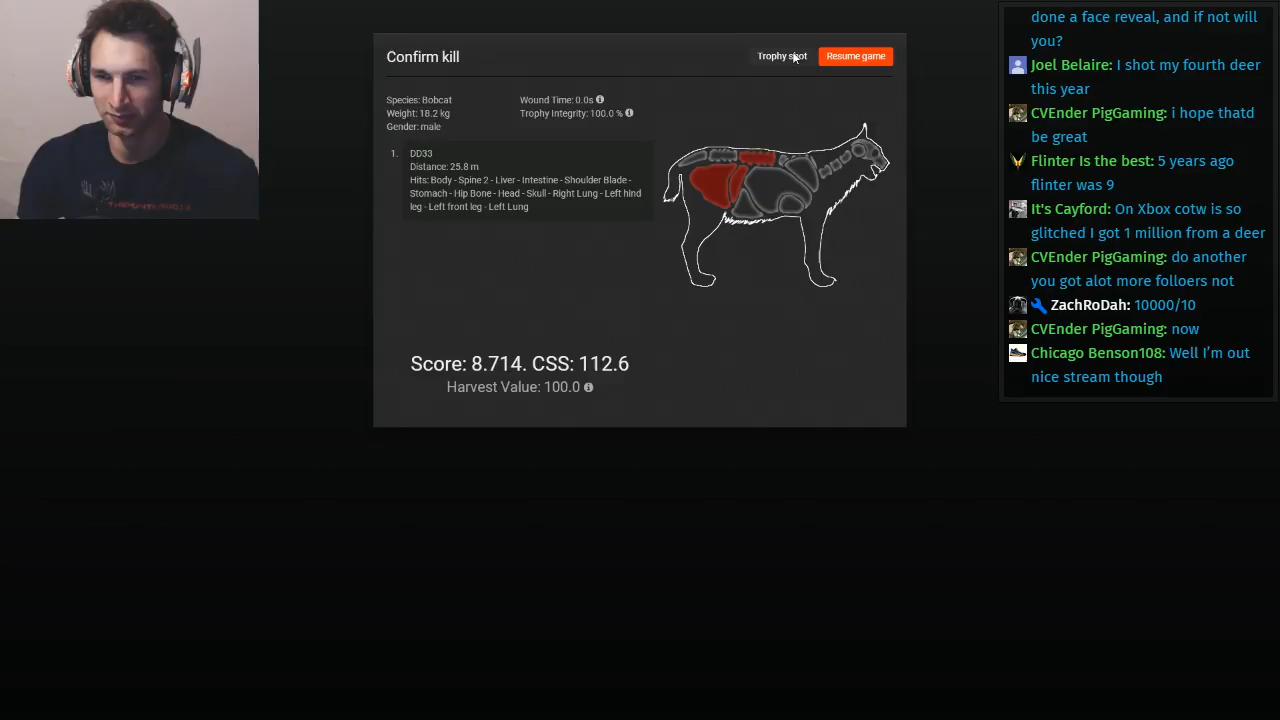 Confirm kill
Trophy shot
Resume game
Species: Bobcat
Weight: 18.2 kg
Gender: male
Wound Time: 0.0s
Trophy Integrity: 100.0 %
1.
DD33
Distance: 25.8 m
Hits: Body - Spine 2 - Liver - Intestine - Shoulder Blade -
Stomach - Hip Bone - Head - Skull - Right Lung - Left hind
leg - Left front leg - Left Lung
Score: 8.714. CSS: 112.6
Harvest Value: 100.0
done a face reveal, and if not will
you?
Joel Belaire: I shot my fourth deer
this year
CVEnder PigGaming: i hope thatd
be great
Flinter Is the best: 5 years ago
flinter was 9
It's Cayford: On Xbox cotw is so
glitched I got 1 million from a deer
CVEnder PigGaming: do another
you got alot more folloers not
ZachRoDah: 10000/10
CVEnder PigGaming: now
Chicago Benson108: Well I’m out
nice stream though